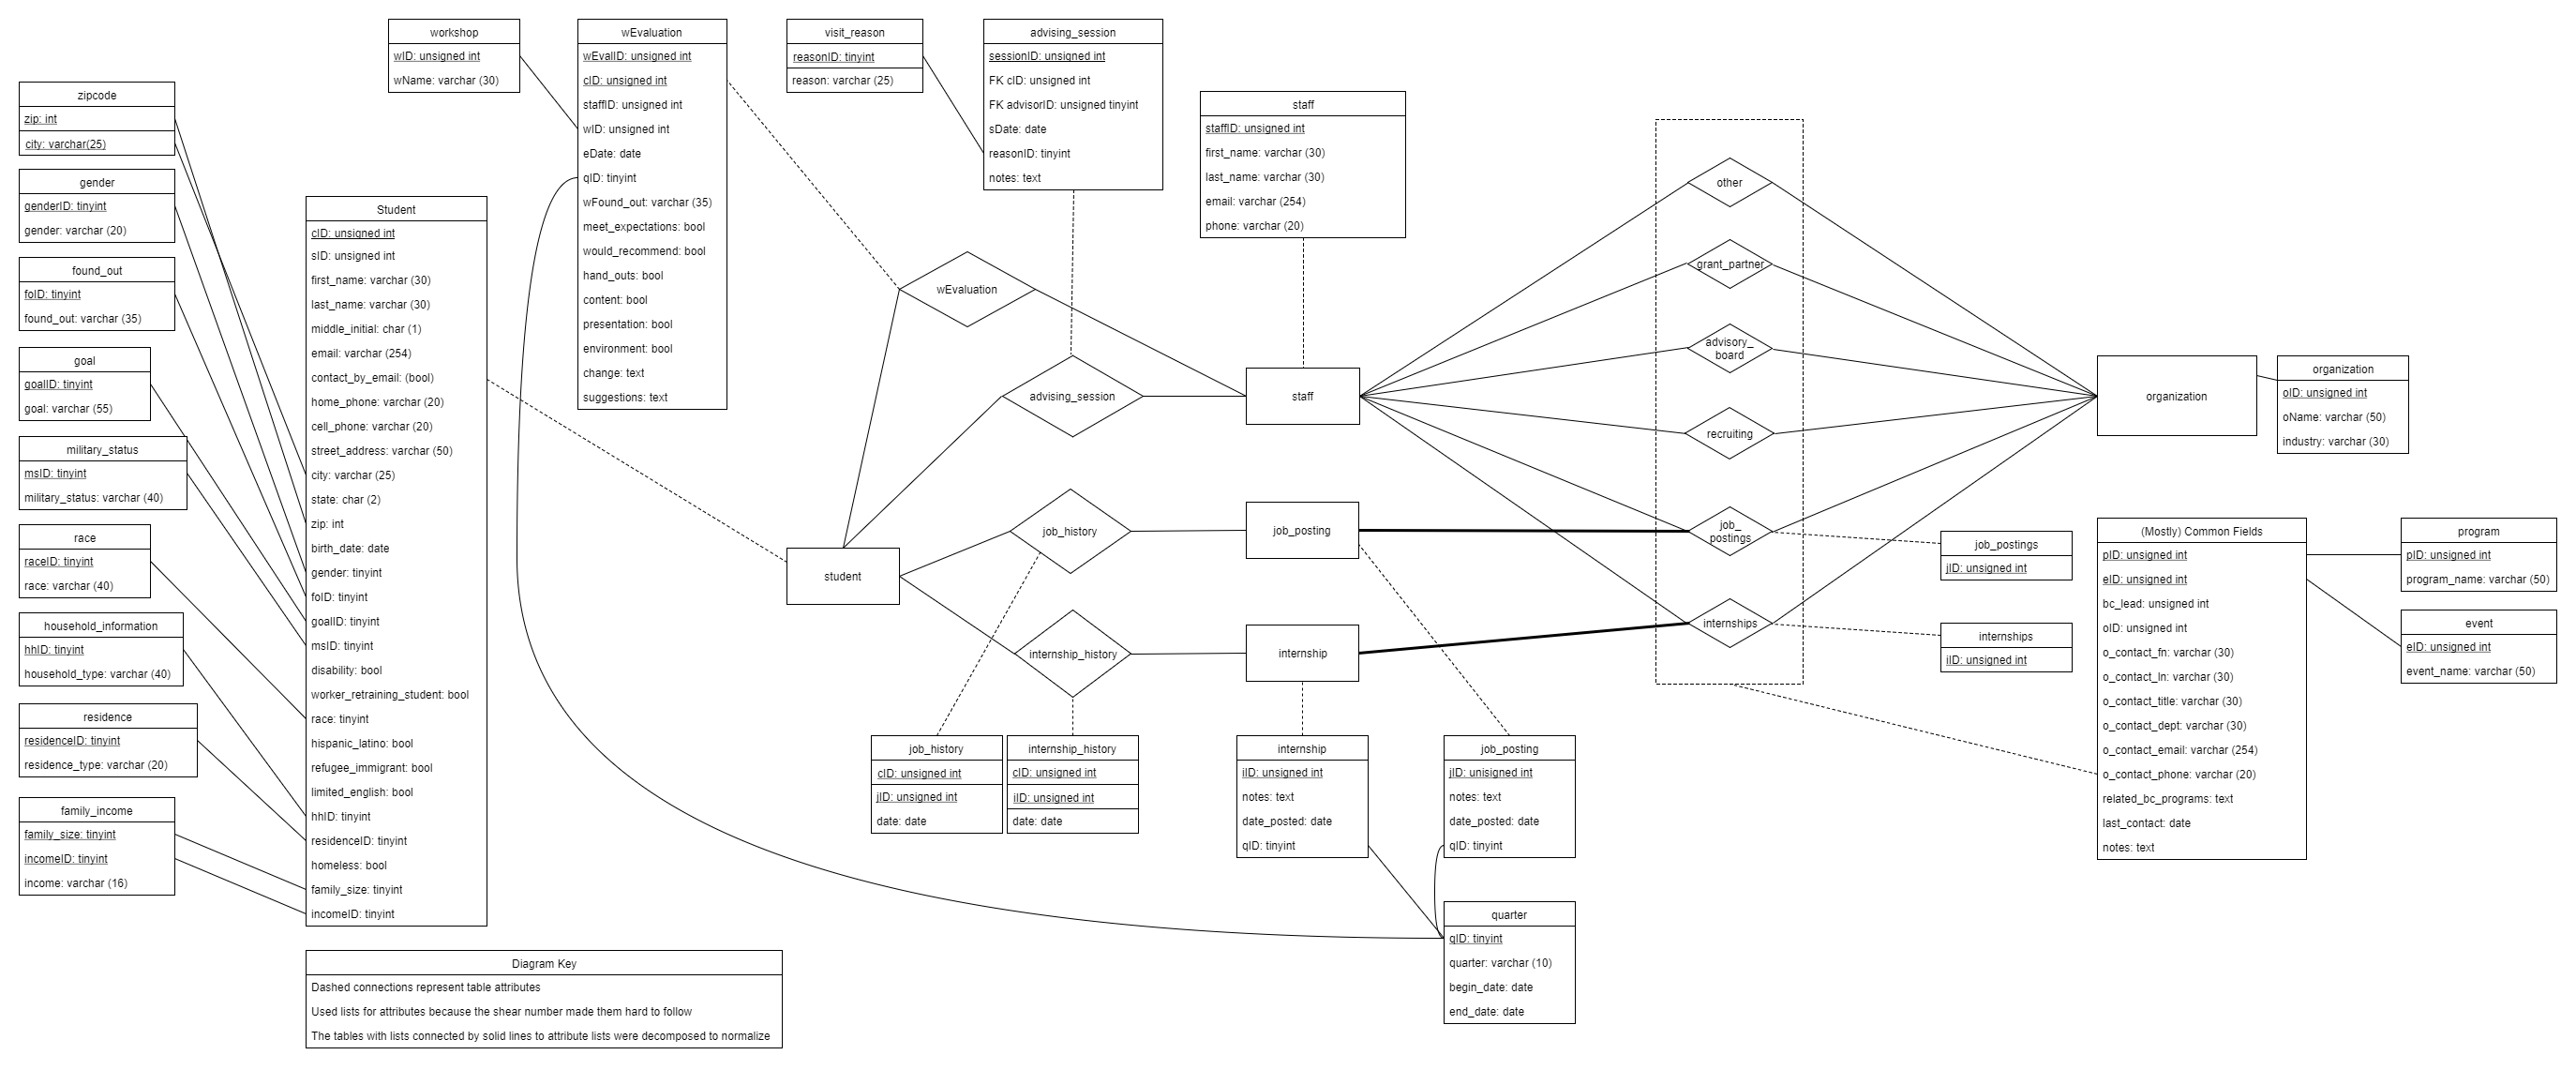 workshop
wID: unsigned int
wName: varchar (30)
wEvaluation
wEvalID: unsigned int
cID: unsigned int
staffID: unsigned int
wID: unsigned int
eDate: date
qID: tinyint
wFound_out: varchar (35)
meet_expectations: bool
would_recommend: bool
hand_outs: bool
content: bool
presentation: bool
environment: bool
change: text
suggestions: text
visit_reason
reasonID: tinyint
reason: varchar (25)
advising_session
sessionID: unsigned int
FK cID: unsigned int
FK advisorID: unsigned tinyint
sDate: date
reasonID: tinyint
notes: text
staff
staffID: unsigned int
first_name: varchar (30)
last_name: varchar (30)
email: varchar (254)
phone: varchar (20)
zipcode
zip: int
city: varchar(25)
gender
genderID: tinyint
gender: varchar (20)
found_out
foID: tinyint
found_out: varchar (35)
goal
goalID: tinyint
goal: varchar (55)
military_status
msID: tinyint
military_status: varchar (40)
race
raceID: tinyint
race: varchar (40)
household_information
hhID: tinyint
household_type: varchar (40)
residence
residenceID: tinyint
residence_type: varchar (20)
family_income
family_size: tinyint
incomeID: tinyint
income: varchar (16)
Student
cID: unsigned int
sID: unsigned int
first_name: varchar (30)
last_name: varchar (30)
middle_initial: char (1)
email: varchar (254)
contact_by_email: (bool)
home_phone: varchar (20)
cell_phone: varchar (20)
street_address: varchar (50)
city: varchar (25)
state: char (2)
zip: int
birth_date: date
gender: tinyint
foID: tinyint
goalID: tinyint
msID: tinyint
disability: bool
worker_retraining_student: bool
race: tinyint
hispanic_latino: bool
refugee_immigrant: bool
limited_english: bool
hhID: tinyint
residenceID: tinyint
homeless: bool
family_size: tinyint
incomeID: tinyint
wEvaluation
advising_session
staff
student
job_history
job_posting
internship_history
internship
other
grant_partner
advisory_
board
recruiting
job_
postings
internships
organization
organization
oID: unsigned int
oName: varchar (50)
industry: varchar (30)
job_postings
jID: unsigned int
internships
iID: unsigned int
(Mostly) Common Fields
pID: unsigned int
eID: unsigned int
bc_lead: unsigned int
oID: unsigned int
o_contact_fn: varchar (30)
o_contact_ln: varchar (30)
o_contact_title: varchar (30)
o_contact_dept: varchar (30)
o_contact_email: varchar (254)
o_contact_phone: varchar (20)
related_bc_programs: text
last_contact: date
notes: text
program
pID: unsigned int
program_name: varchar (50)
event
eID: unsigned int
event_name: varchar (50)
job_history
cID: unsigned int
jID: unsigned int
date: date
internship_history
cID: unsigned int
iID: unsigned int
date: date
internship
iID: unsigned int
notes: text
date_posted: date
qID: tinyint
job_posting
jID: unisigned int
notes: text
date_posted: date
qID: tinyint
quarter
qID: tinyint
quarter: varchar (10)
begin_date: date
end_date: date
Diagram Key
Dashed connections represent table attributes
Used lists for attributes because the shear number made them hard to follow
The tables with lists connected by solid lines to attribute lists were decomposed to normalize